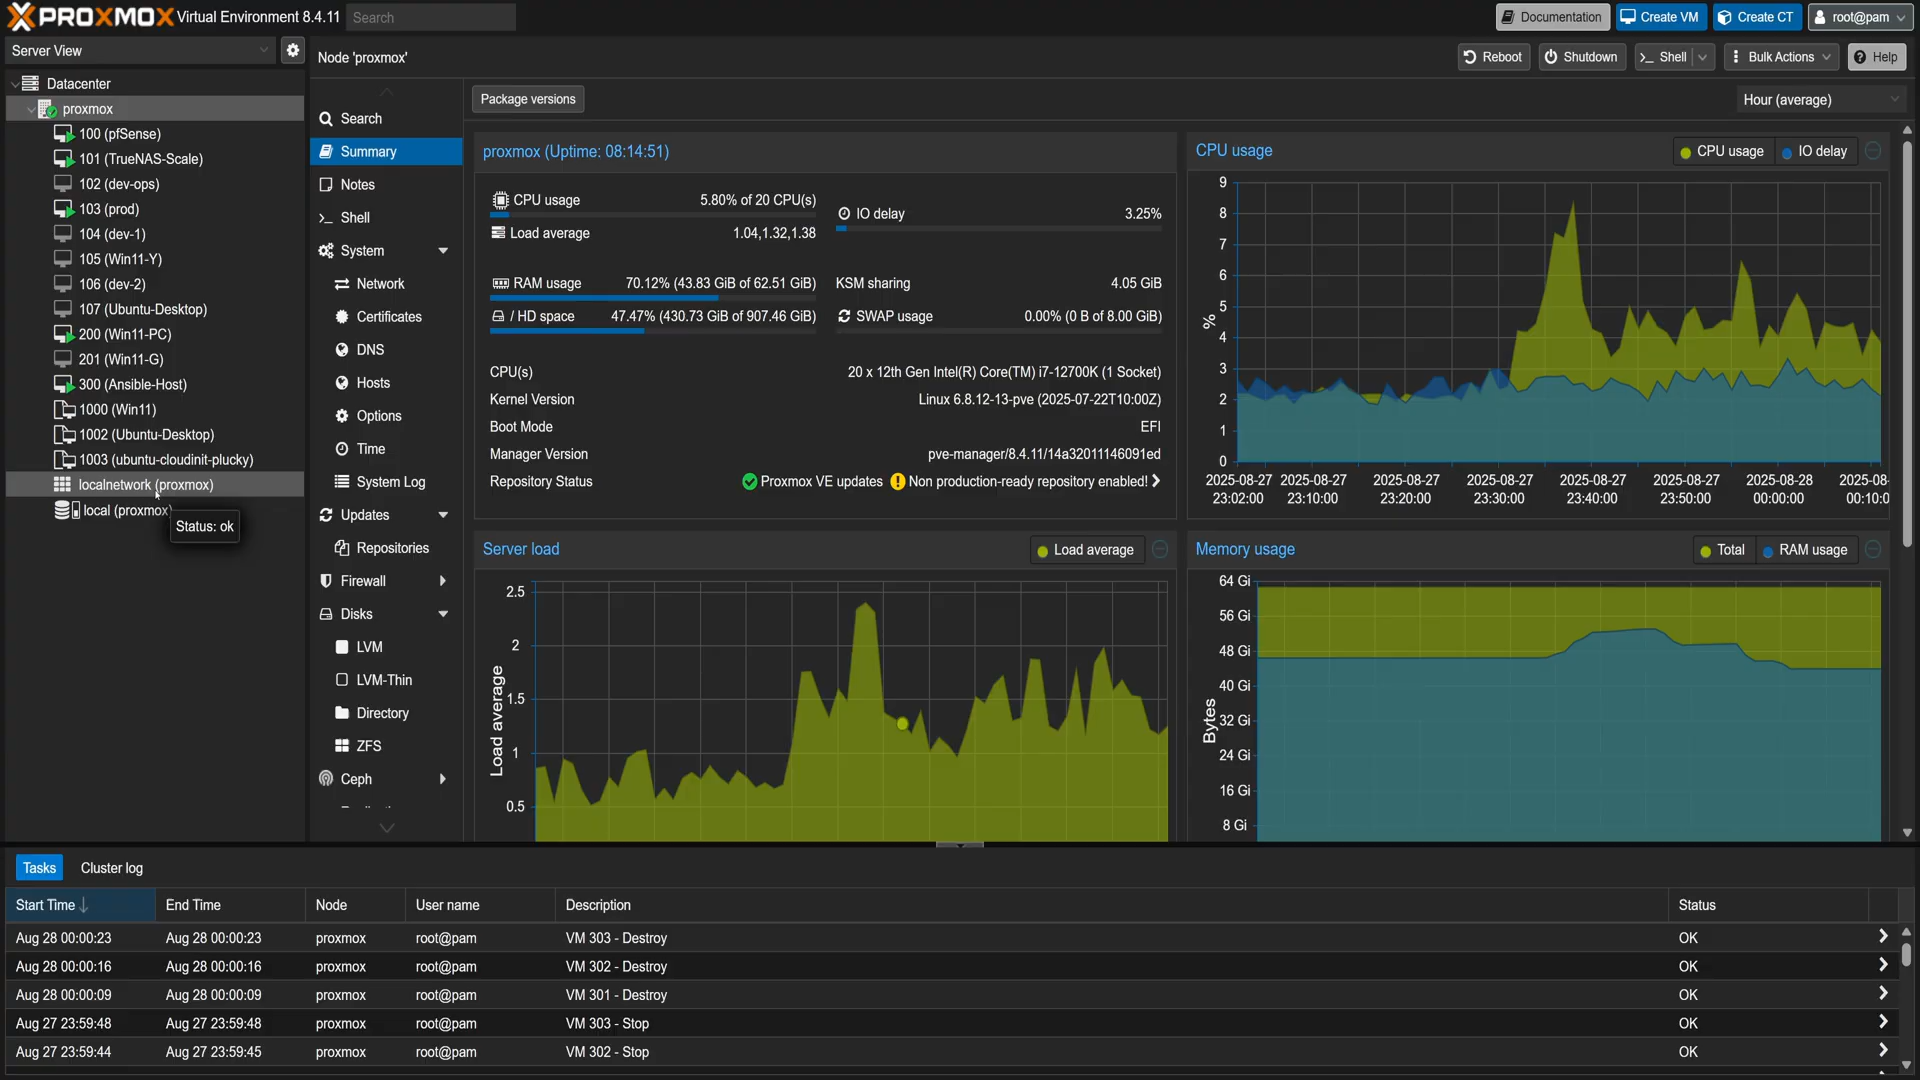 PROXMOX Virtual Environment 8.4.11 Search Documentation Create VM Create CT root@pam
Server View
Node 'proxmox' Reboot Shutdown Shell Bulk Actions Help
Datacenter
proxmox
100 (pfSense)
101 (TrueNAS-Scale)
102 (dev-ops)
103 (prod)
104 (dev-1)
105 (Win11-Y)
106 (dev-2)
107 (Ubuntu-Desktop)
200 (Win11-PC)
201 (Win11-G)
300 (Ansible-Host)
1000 (Win11)
1002 (Ubuntu-Desktop)
1003 (ubuntu-cloudinit-plucky)
localnetwork (proxmox)
local (proxmox)
Status: ok
Search
Summary
Notes
Shell
System
Network
Certificates
DNS
Hosts
Options
Time
System Log
Updates
Repositories
Firewall
Disks
LVM
LVM-Thin
Directory
ZFS
Ceph
Package versions Hour (average)
proxmox (Uptime: 08:14:51)
CPU usage 5.80% of 20 CPU(s)
IO delay 3.25%
Load average 1.04,1.32,1.38
RAM usage 70.12% (43.83 GiB of 62.51 GiB) KSM sharing 4.05 GiB
/ HD space 47.47% (430.73 GiB of 907.46 GiB) SWAP usage 0.00% (0 B of 8.00 GiB)
CPU(s) 20 x 12th Gen Intel(R) Core(TM) i7-12700K (1 Socket)
Kernel Version Linux 6.8.12-13-pve (2025-07-22T10:00Z)
Boot Mode EFI
Manager Version pve-manager/8.4.11/14a32011146091ed
Repository Status Proxmox VE updates Non production-ready repository enabled!
CPU usage CPU usage IO delay
9
8
7
6
5
4
3
2
1
0
%
2025-08-27 2025-08-27 2025-08-27 2025-08-27 2025-08-27 2025-08-27 2025-08-28 2025-08-
23:02:00 23:10:00 23:20:00 23:30:00 23:40:00 23:50:00 00:00:00 00:10:0
Server load Load average
2.5
2
1.5
1
0.5
Load average
Memory usage Total RAM usage
64 Gi
56 Gi
48 Gi
40 Gi
32 Gi
24 Gi
16 Gi
8 Gi
Bytes
Tasks Cluster log
Start Time End Time Node User name Description Status
Aug 28 00:00:23 Aug 28 00:00:23 proxmox root@pam VM 303 - Destroy OK
Aug 28 00:00:16 Aug 28 00:00:16 proxmox root@pam VM 302 - Destroy OK
Aug 28 00:00:09 Aug 28 00:00:09 proxmox root@pam VM 301 - Destroy OK
Aug 27 23:59:48 Aug 27 23:59:48 proxmox root@pam VM 303 - Stop OK
Aug 27 23:59:44 Aug 27 23:59:45 proxmox root@pam VM 302 - Stop OK